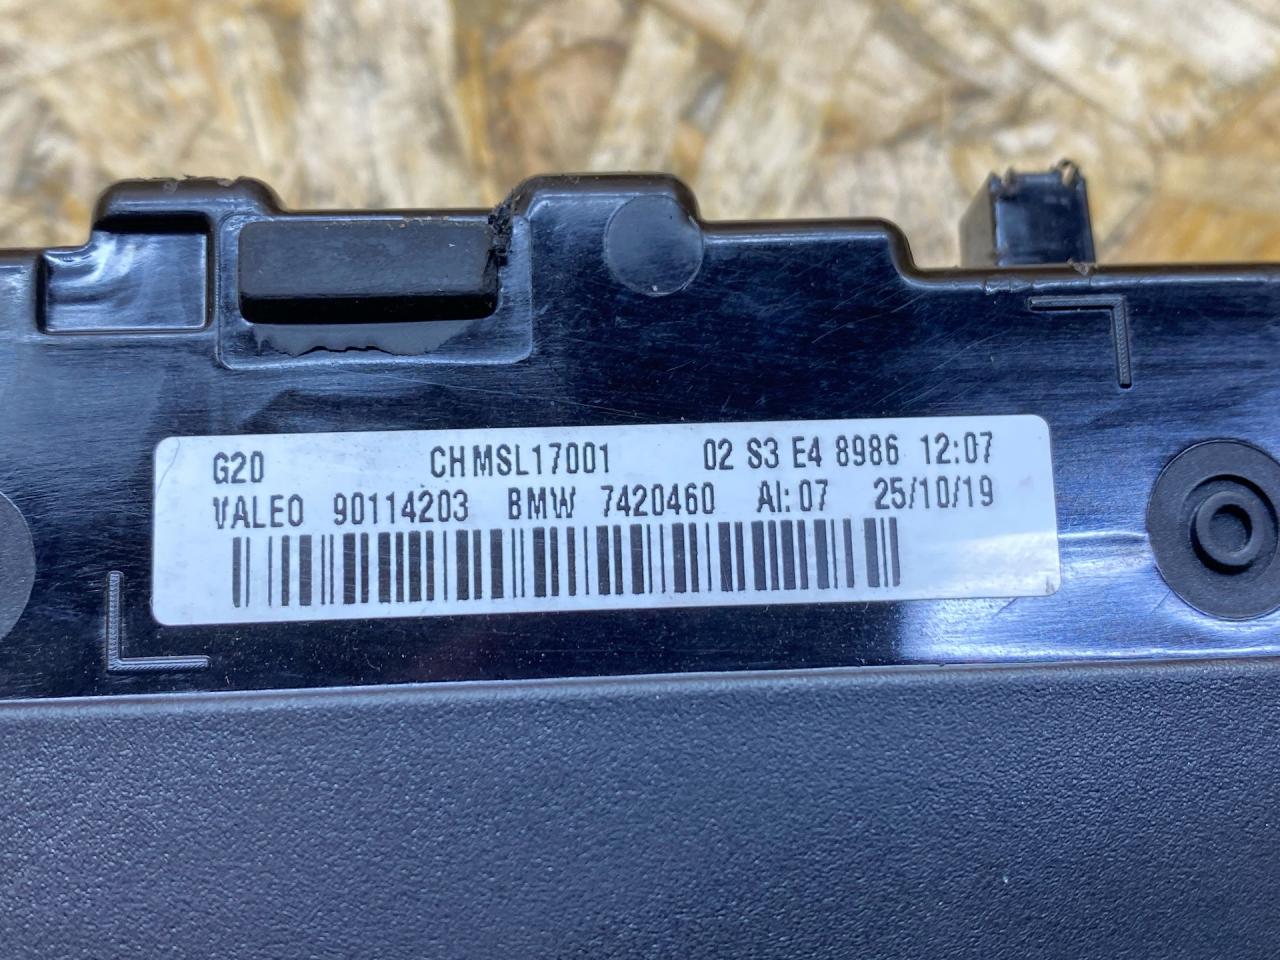 G20 CHMSL17001 02 S3 E4 8986 12:07
VALEO 90114203 BMW 7420460 AI: 07 25/10/19